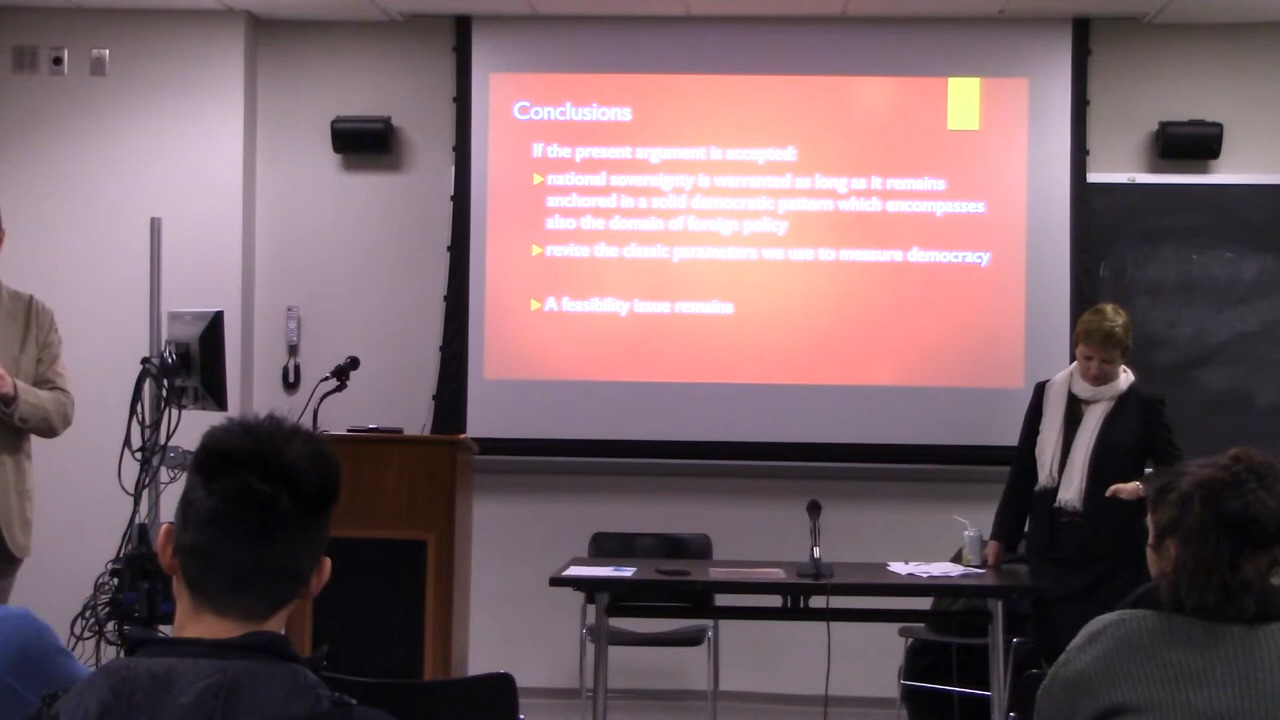 Conclusions
If the present argument is accepted:
national sovereignty is warranted as long as it remains
anchored in a solid democratic pattern which encompasses
also the domain of foreign policy
revise the classic parameters we use to measure democracy
A feasibility issue remains